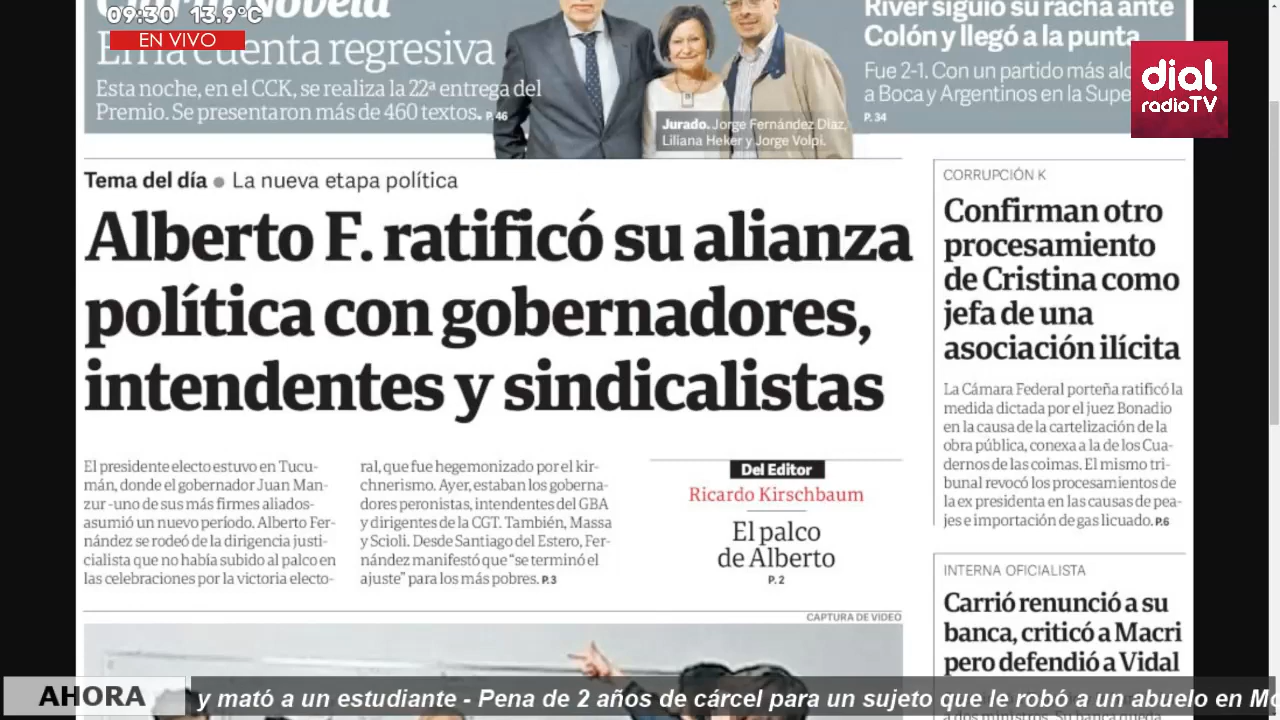 09:30 13.9°C
EN VIVO
Novela
En la cuenta regresiva
Esta noche, en el CCK, se realiza la 22ª entrega del
Premio. Se presentaron más de 460 textos. P. 46
Jurado. Jorge Fernández Díaz,
Liliana Heker y Jorge Volpi.
River siguió su racha ante
Colón y llegó a la punta
Fue 2-1. Con un partido más
a Boca y Argentinos en la
P. 34
dial
radioTV
Tema del día ● La nueva etapa política
Alberto F. ratificó su alianza
política con gobernadores,
intendentes y sindicalistas
El presidente electo estuvo en Tucu-
mán, donde el gobernador Juan Man-
zur -uno de sus más firmes aliados-
asumió un nuevo período. Alberto Fer-
nández se rodeó de la dirigencia justi-
cialista que no había subido al palco en
las celebraciones por la victoria electo-
ral, que fue hegemonizado por el kir-
chnerismo. Ayer, estaban los goberna-
dores peronistas, intendentes del GBA
y dirigentes de la CGT. También, Massa
y Scioli. Desde Santiago del Estero, Fer-
nández manifestó que “se terminó el
ajuste” para los más pobres. P.3
Del Editor
Ricardo Kirschbaum
El palco
de Alberto
P. 2
CAPTURA DE VIDEO
CORRUPCIÓN K
Confirman otro
procesamiento
de Cristina como
jefa de una
asociación ilícita
La Cámara Federal porteña ratificó la
medida dictada por el juez Bonadio
en la causa de la cartelización de la
obra pública, conexa a la de los Cua-
dernos de las coimas. El mismo tri-
bunal revocó los procesamientos de
la ex presidenta en las causas de pea-
jes e importación de gas licuado. P.6
INTERNA OFICIALISTA
Carrió renunció a su
banca, criticó a Macri
pero defendió a Vidal
AHORA
y mató a un estudiante - Pena de 2 años de cárcel para un sujeto que le robó a un abuelo en